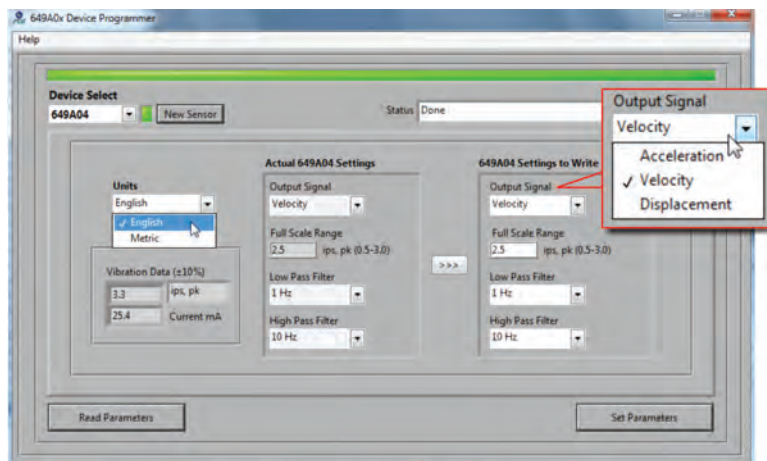 649A0x Device Programmer
Help
Device Select
649A04
New Sensor
Status
Done
Output Signal
Velocity
Acceleration
✓ Velocity
Displacement
Units
English
✓ English
Metric
Vibration Data (±10%)
3.3 ips, pk
25.4 Current mA
Actual 649A04 Settings
Output Signal
Velocity
Full Scale Range
2.5 ips, pk (0.5-3.0)
Low Pass Filter
1 Hz
High Pass Filter
10 Hz
>>>
649A04 Settings to Write
Output Signal
Velocity
Full Scale Range
2.5 ips, pk (0.5-3.0)
Low Pass Filter
1 Hz
High Pass Filter
10 Hz
Read Parameters
Set Parameters